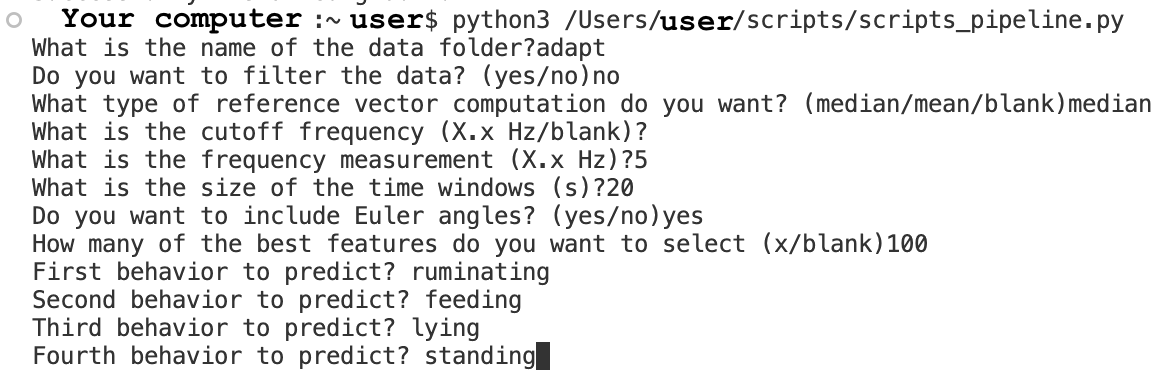 Your computer :~ user$ python3 /Users/user/scripts/scripts_pipeline.py
What is the name of the data folder?adapt
Do you want to filter the data? (yes/no)no
What type of reference vector computation do you want? (median/mean/blank)median
What is the cutoff frequency (X.x Hz/blank)?
What is the frequency measurement (X.x Hz)?5
What is the size of the time windows (s)?20
Do you want to include Euler angles? (yes/no)yes
How many of the best features do you want to select (x/blank)100
First behavior to predict? ruminating
Second behavior to predict? feeding
Third behavior to predict? lying
Fourth behavior to predict? standing